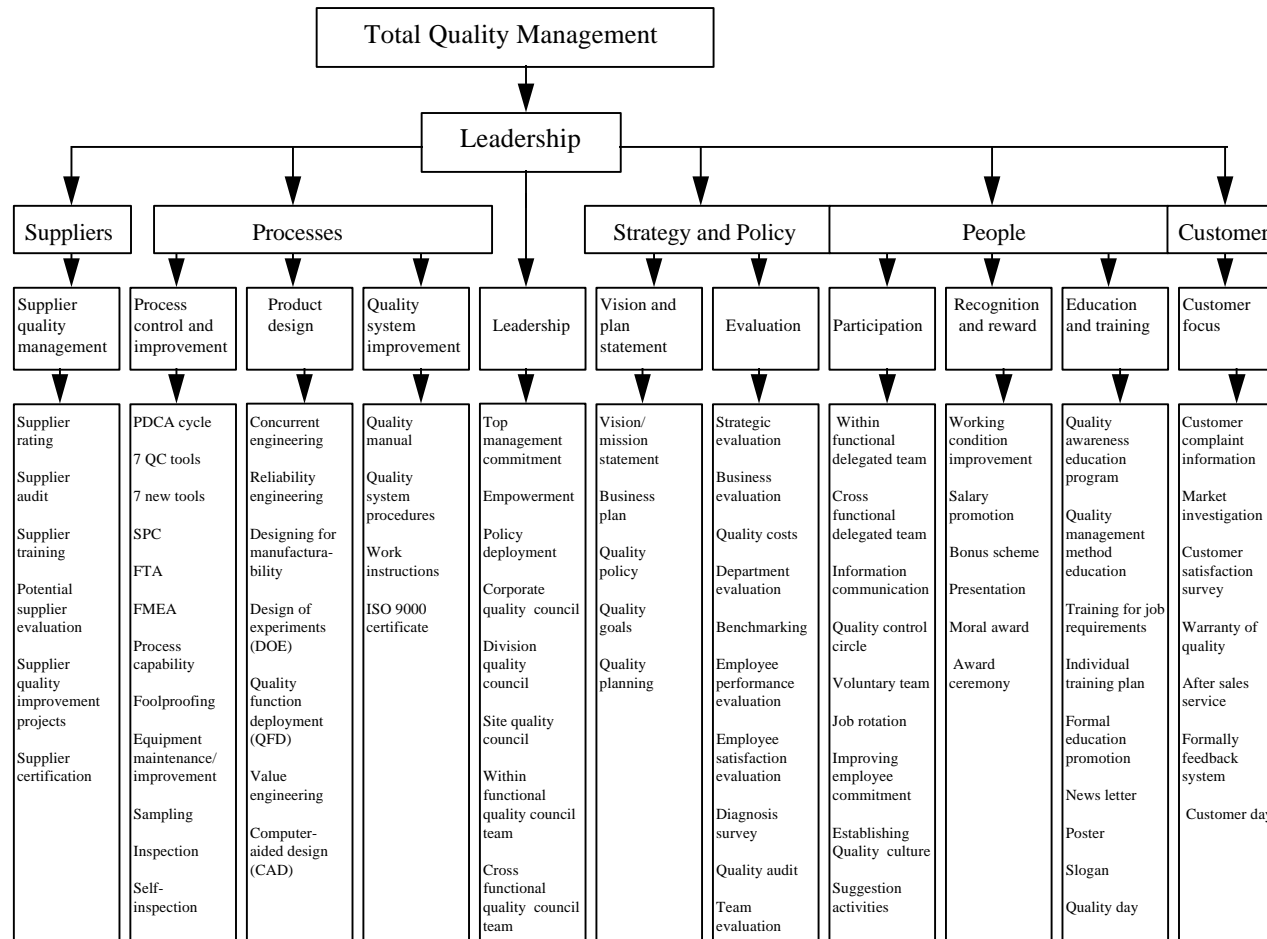 Total Quality Management
Leadership
Suppliers
Processes
Strategy and Policy
People
Customer
Supplier
quality
management
Process
control and
improvement
Product
design
Quality
system
improvement
Leadership
Vision and
plan
statement
Evaluation
Participation
Recognition
and reward
Education
and training
Customer
focus
Supplier
rating
Supplier
audit
Supplier
training
Potential
supplier
evaluation
Supplier
quality
improvement
projects
Supplier
certification
PDCA cycle
7 QC tools
7 new tools
SPC
FTA
FMEA
Process
capability
Foolproofing
Equipment
maintenance/
improvement
Sampling
Inspection
Self-
inspection
Concurrent
engineering
Reliability
engineering
Designing for
manufactura-
bility
Design of
experiments
(DOE)
Quality
function
deployment
(QFD)
Value
engineering
Computer-
aided design
(CAD)
Quality
manual
Quality
system
procedures
Work
instructions
ISO 9000
certificate
Top
management
commitment
Empowerment
Policy
deployment
Corporate
quality council
Division
quality
council
Site quality
council
Within
functional
quality council
team
Cross
functional
quality council
team
Vision/
mission
statement
Business
plan
Quality
policy
Quality
goals
Quality
planning
Strategic
evaluation
Business
evaluation
Quality costs
Department
evaluation
Benchmarking
Employee
performance
evaluation
Employee
satisfaction
evaluation
Diagnosis
survey
Quality audit
Team
evaluation
Within
functional
delegated team
Cross
functional
delegated team
Information
communication
Quality control
circle
Voluntary team
Job rotation
Improving
employee
commitment
Establishing
Quality culture
Suggestion
activities
Working
condition
improvement
Salary
promotion
Bonus scheme
Presentation
Moral award
Award
ceremony
Quality
awareness
education
program
Quality
management
method
education
Training for job
requirements
Individual
training plan
Formal
education
promotion
News letter
Poster
Slogan
Quality day
Customer
complaint
information
Market
investigation
Customer
satisfaction
survey
Warranty of
quality
After sales
service
Formally
feedback
system
Customer day